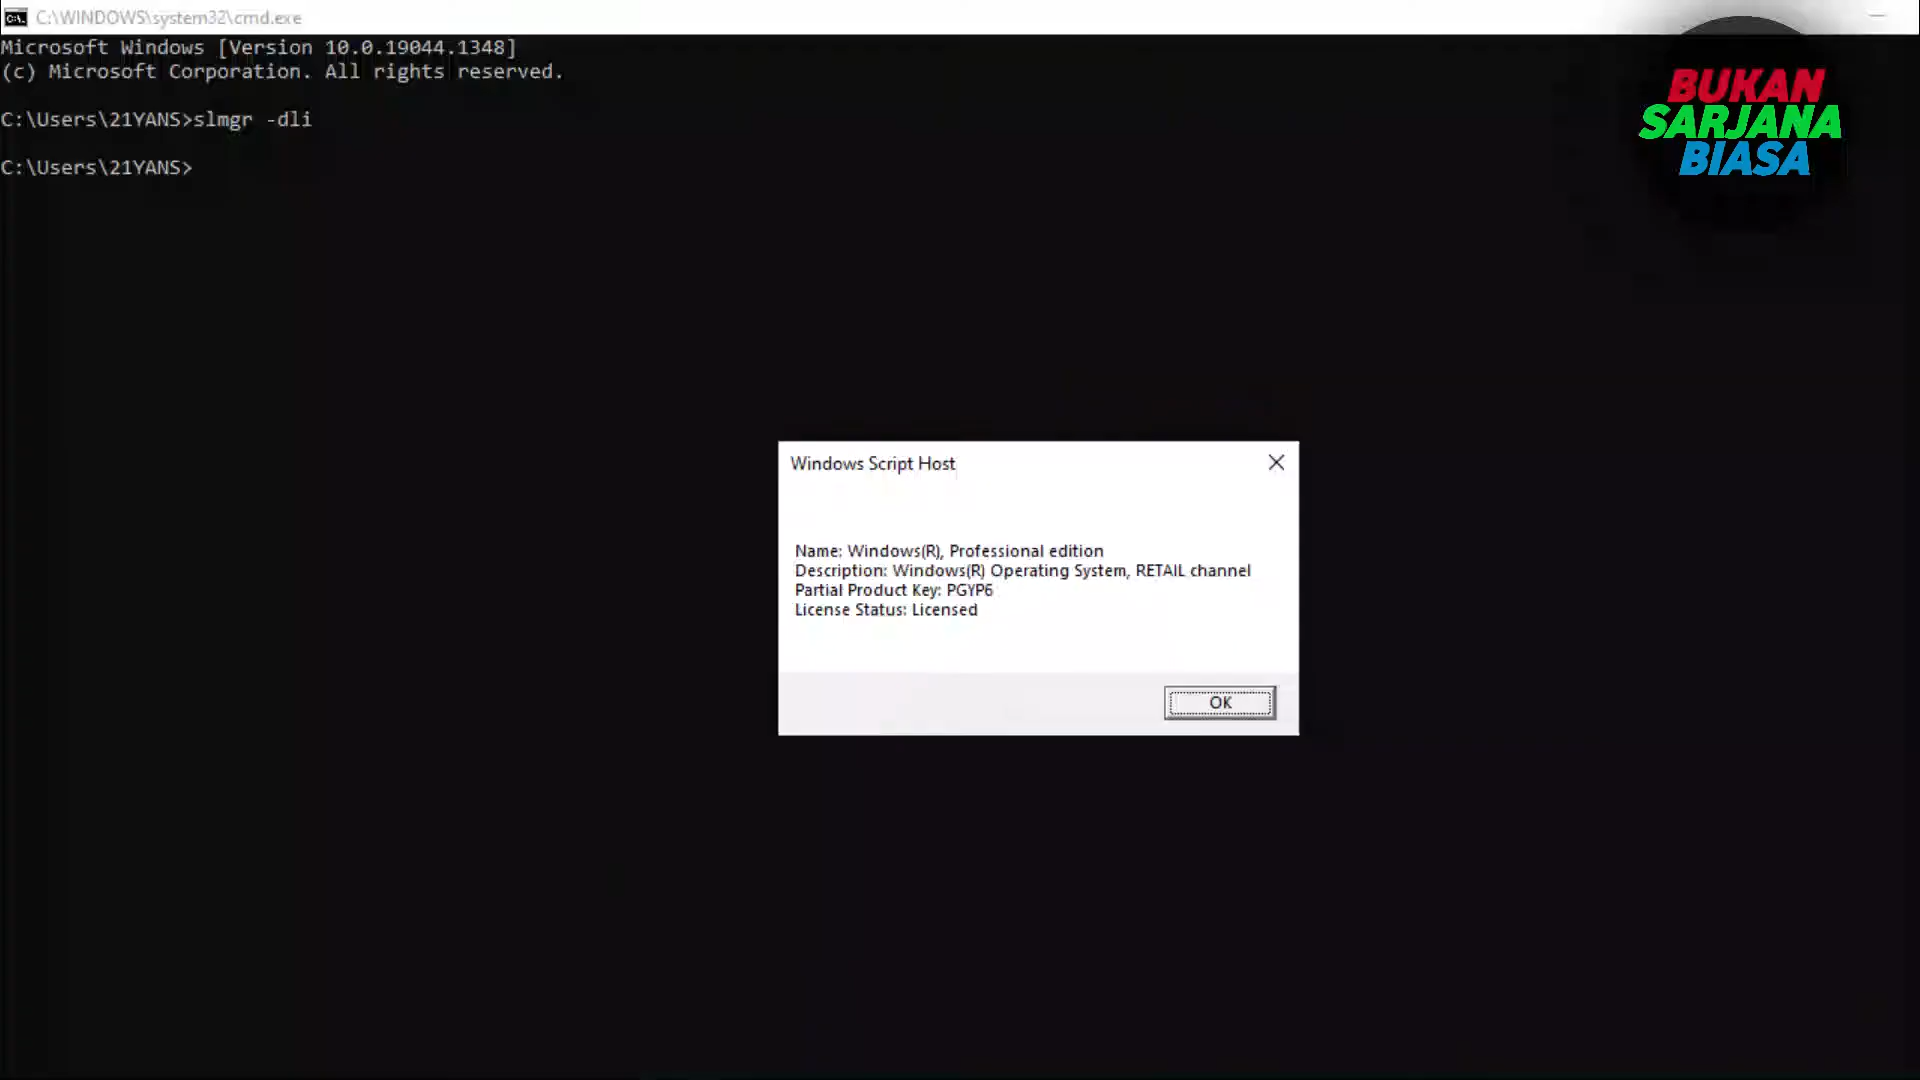 C:\WINDOWS\system32\cmd.exe
Microsoft Windows [Version 10.0.19044.1348]
(c) Microsoft Corporation. All rights reserved.
C:\Users\21YANS>slmgr -dli
C:\Users\21YANS>
BUKAN
SARJANA
BIASA
Windows Script Host
Name: Windows(R), Professional edition
Description: Windows(R) Operating System, RETAIL channel
Partial Product Key: PGYP6
License Status: Licensed
OK